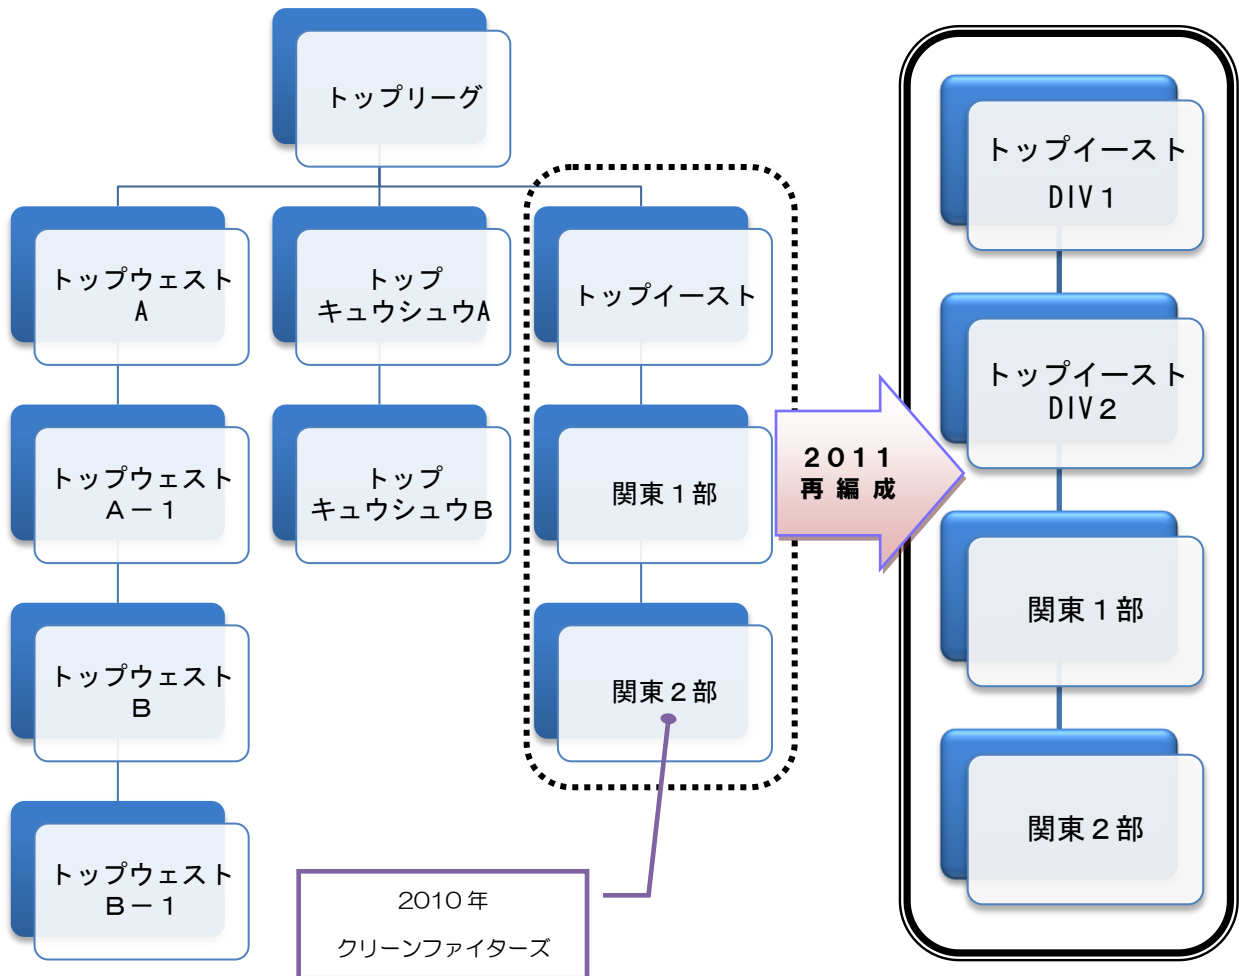 トップリーグ
トップウェスト
A
トップ
キュウシュウA
トップイースト
トップウェスト
A－1
トップ
キュウシュウB
関東1部
トップウェスト
B
関東2部
トップウェスト
B－1
2010年
クリーンファイターズ
2011
再編成
トップイースト
DIV1
トップイースト
DIV2
関東1部
関東2部